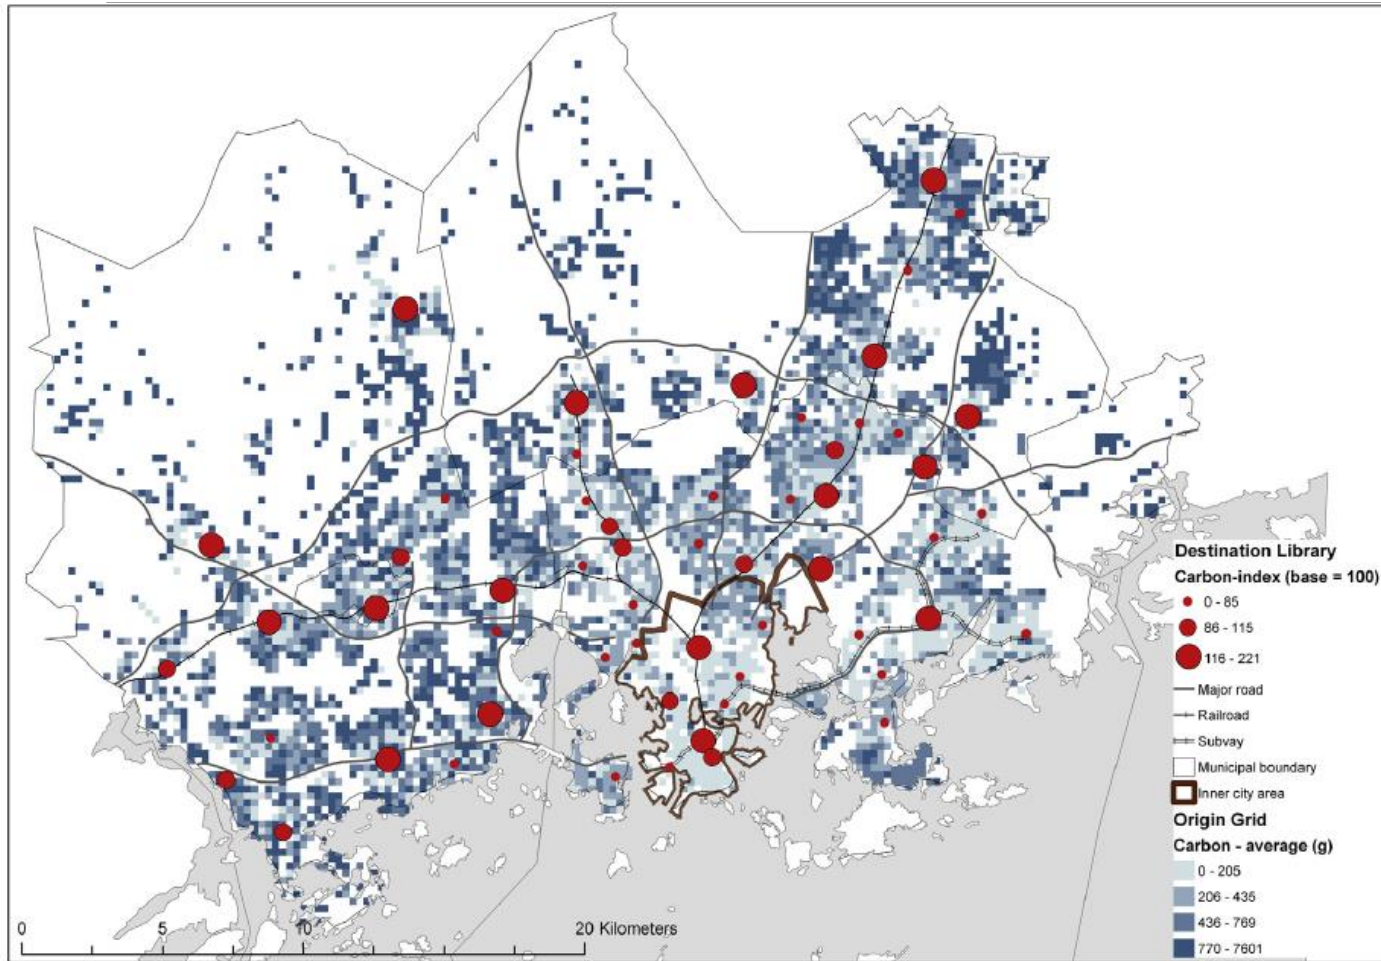 Destination Library
Carbon-index (base = 100)
0 - 85
86 - 115
116 - 221
Major road
Railroad
Subvay
Municipal boundary
Inner city area
Origin Grid
Carbon - average (g)
0 - 205
206 - 435
436 - 769
770 - 7601
0 5 10 20 Kilometers